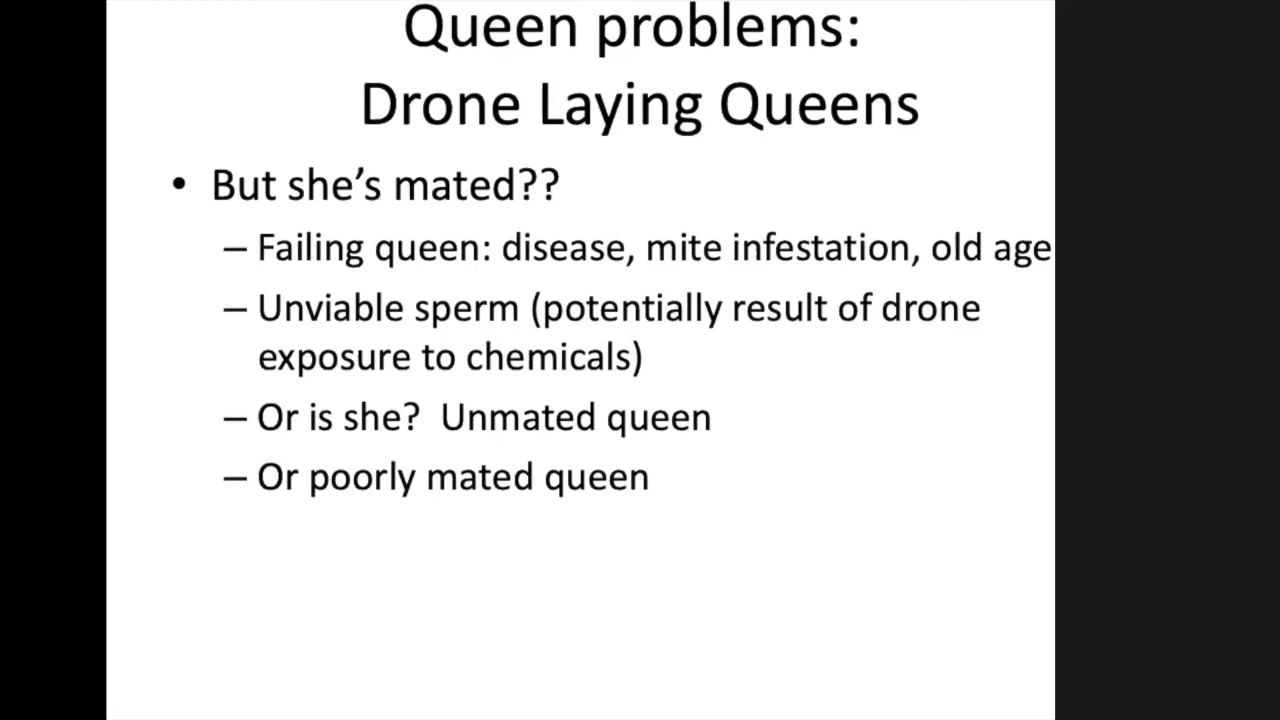 Queen problems:
Drone Laying Queens
• But she’s mated??
– Failing queen: disease, mite infestation, old age
– Unviable sperm (potentially result of drone
exposure to chemicals)
– Or is she?  Unmated queen
– Or poorly mated queen